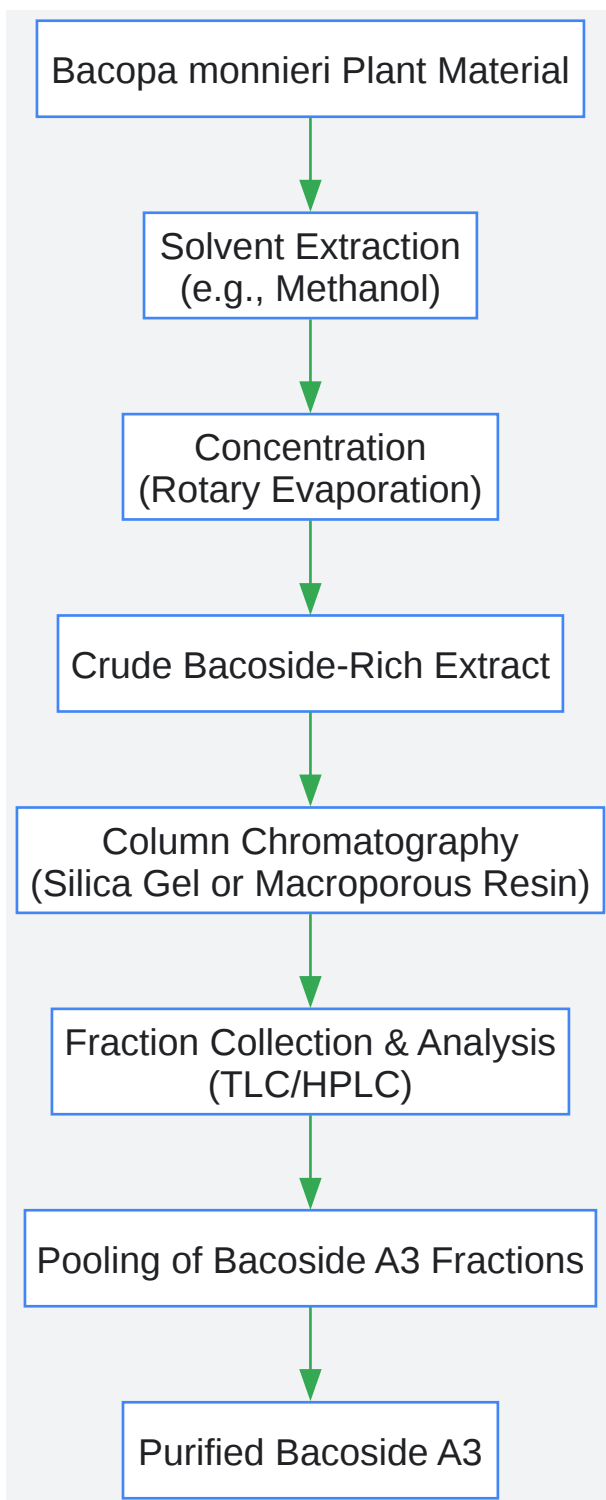 Bacopa monnieri Plant Material
Solvent Extraction
(e.g., Methanol)
Concentration
(Rotary Evaporation)
Crude Bacoside-Rich Extract
Column Chromatography
(Silica Gel or Macroporous Resin)
Fraction Collection & Analysis
(TLC/HPLC)
Pooling of Bacoside A3 Fractions
Purified Bacoside A3